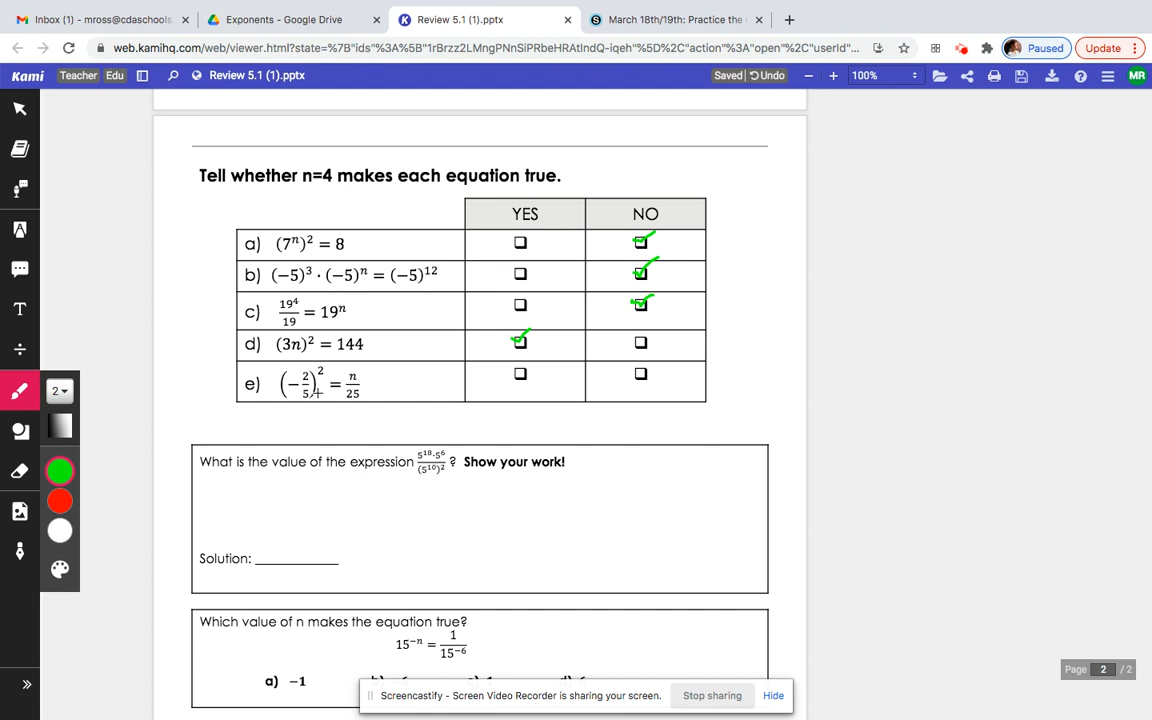 Inbox (1) - mross@cdaschools. × Exponents - Google Drive × Review 5.1 (1).pptx × March 18th/19th: Practice the × +
web.kamihq.com/web/viewer.html?state=%7B"ids"%3A%5B"1rBrzz2LMngPNnSiPRbeHRAtIndQ-iqeh"%5D%2C"action"%3A"open"%2C"userId"... Paused Update
Kami Teacher Edu Review 5.1 (1).pptx Saved Undo − + 100% MR
Tell whether n=4 makes each equation true.
YES NO
a) (7ⁿ)² = 8
b) (−5)³ · (−5)ⁿ = (−5)¹²
c) 19⁴/19 = 19ⁿ
d) (3n)² = 144
e) (−2/5)² = n/25
2
What is the value of the expression 5¹⁸·5⁶/(5¹⁰)² ? Show your work!
Solution: ____________
Which value of n makes the equation true?
15⁻ⁿ = 1/15⁻⁶
a) −1
Page 2 / 2
Screencastify - Screen Video Recorder is sharing your screen. Stop sharing Hide